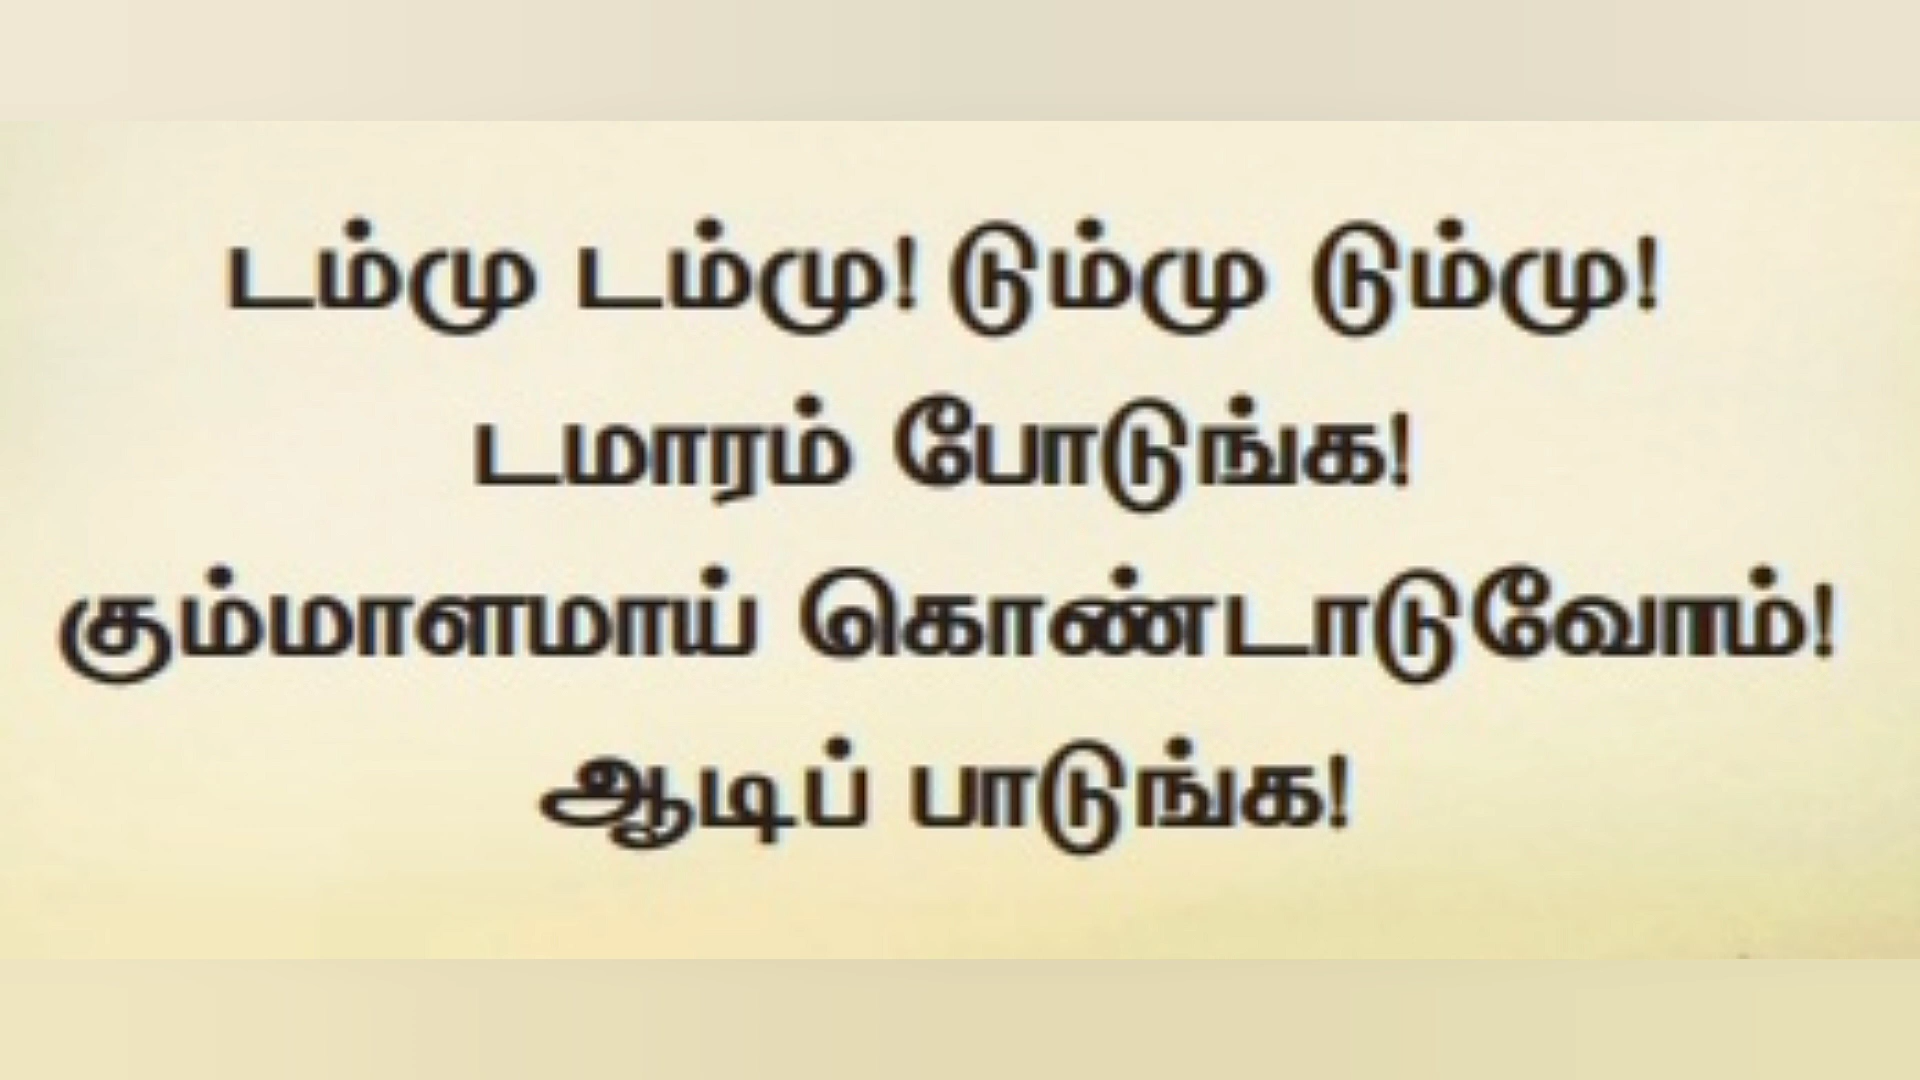 டம்மு டம்மு! டும்மு டும்மு!
டமாரம் போடுங்க!
கும்மாளமாய் கொண்டாடுவோம்!
ஆடிப் பாடுங்க!